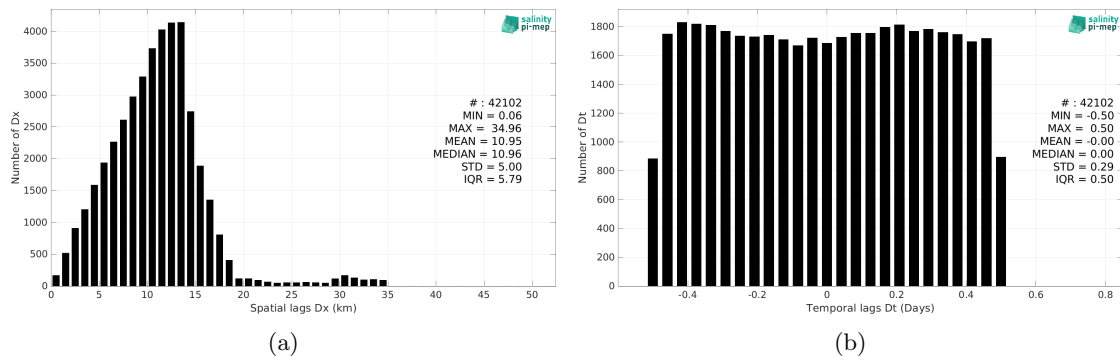 4000
3500
3000
2500
2000
1500
1000
500
0
Number of Dx
salinity
pi-mep
# : 42102
MIN = 0.06
MAX = 34.96
MEAN = 10.95
MEDIAN = 10.96
STD = 5.00
IQR = 5.79
0 5 10 15 20 25 30 35 40 45 50
Spatial lags Dx (km)
(a)
1800
1600
1400
1200
1000
800
600
400
200
0
Number of Dt
salinity
pi-mep
# : 42102
MIN = -0.50
MAX = 0.50
MEAN = -0.00
MEDIAN = 0.00
STD = 0.29
IQR = 0.50
-0.4 -0.2 0 0.2 0.4 0.6 0.8
Temporal lags Dt (Days)
(b)